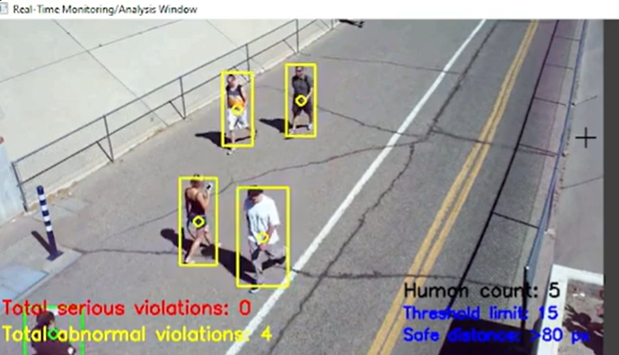 Real-Time Monitoring/Analysis Window
Total serious violations: 0
Total abnormal violations: 4
Human count: 5
Threshold limit: 15
Safe distance: >80 px